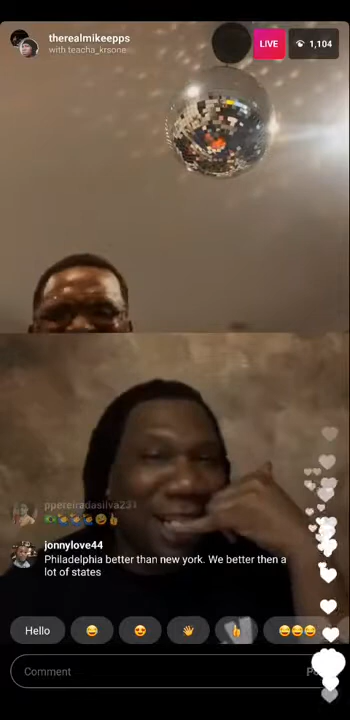 therealmikeepps
with teacha_krsone
LIVE
1,104
ppereiradasilva231
jonnylove44
Philadelphia better than new york. We better then a
lot of states
Hello
Comment